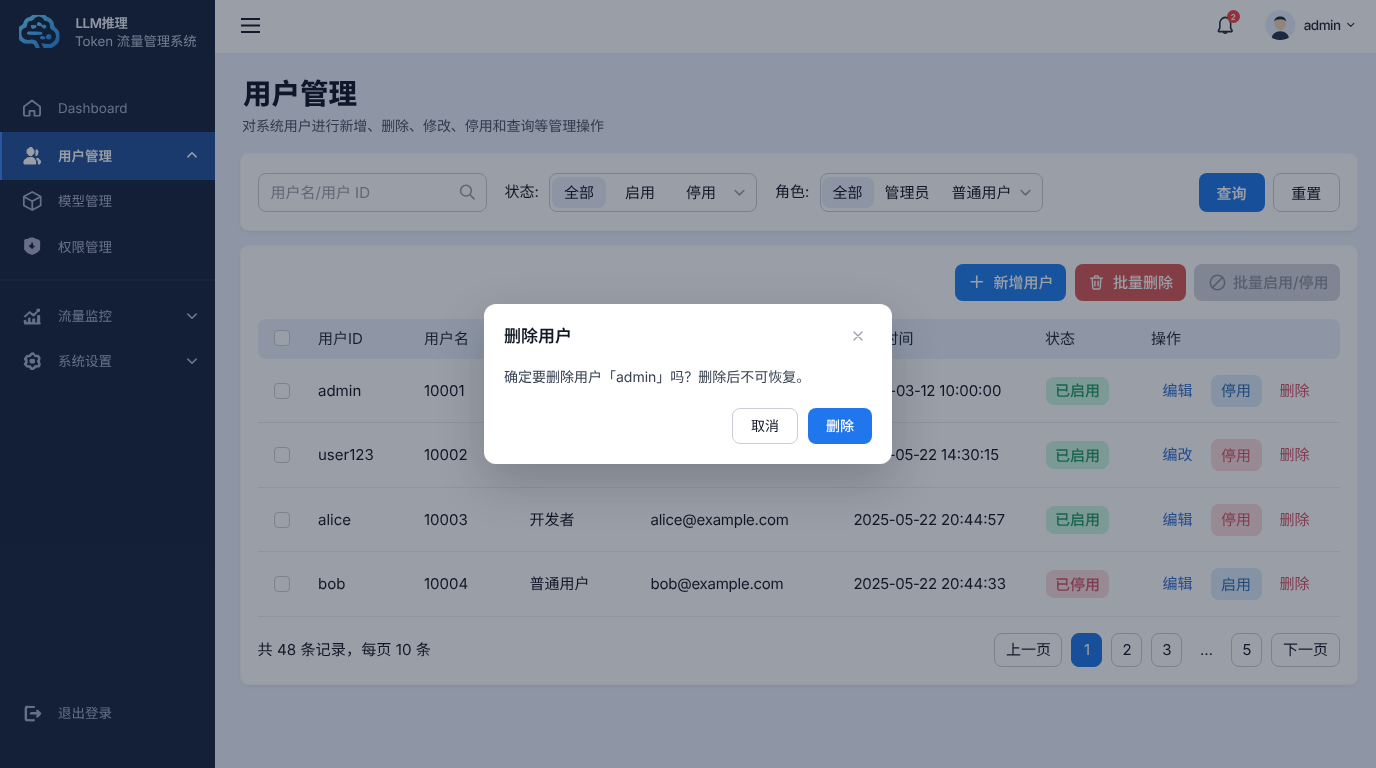 LLM推理
Token 流量管理系统
2
admin
Dashboard
用户管理
模型管理
权限管理
流量监控
系统设置
退出登录
用户管理
对系统用户进行新增、删除、修改、停用和查询等管理操作
用户名/用户 ID
状态: 全部 启用 停用
角色: 全部 管理员 普通用户
查询 重置
新增用户 批量删除 批量启用/停用
用户ID 用户名 时间 状态 操作
admin 10001 -03-12 10:00:00 已启用 编辑 停用 删除
user123 10002 -05-22 14:30:15 已启用 编改 停用 删除
alice 10003 开发者 alice@example.com 2025-05-22 20:44:57 已启用 编辑 停用 删除
bob 10004 普通用户 bob@example.com 2025-05-22 20:44:33 已停用 编辑 启用 删除
共 48 条记录，每页 10 条
上一页 1 2 3 ... 5 下一页
删除用户
确定要删除用户「admin」吗？删除后不可恢复。
取消 删除